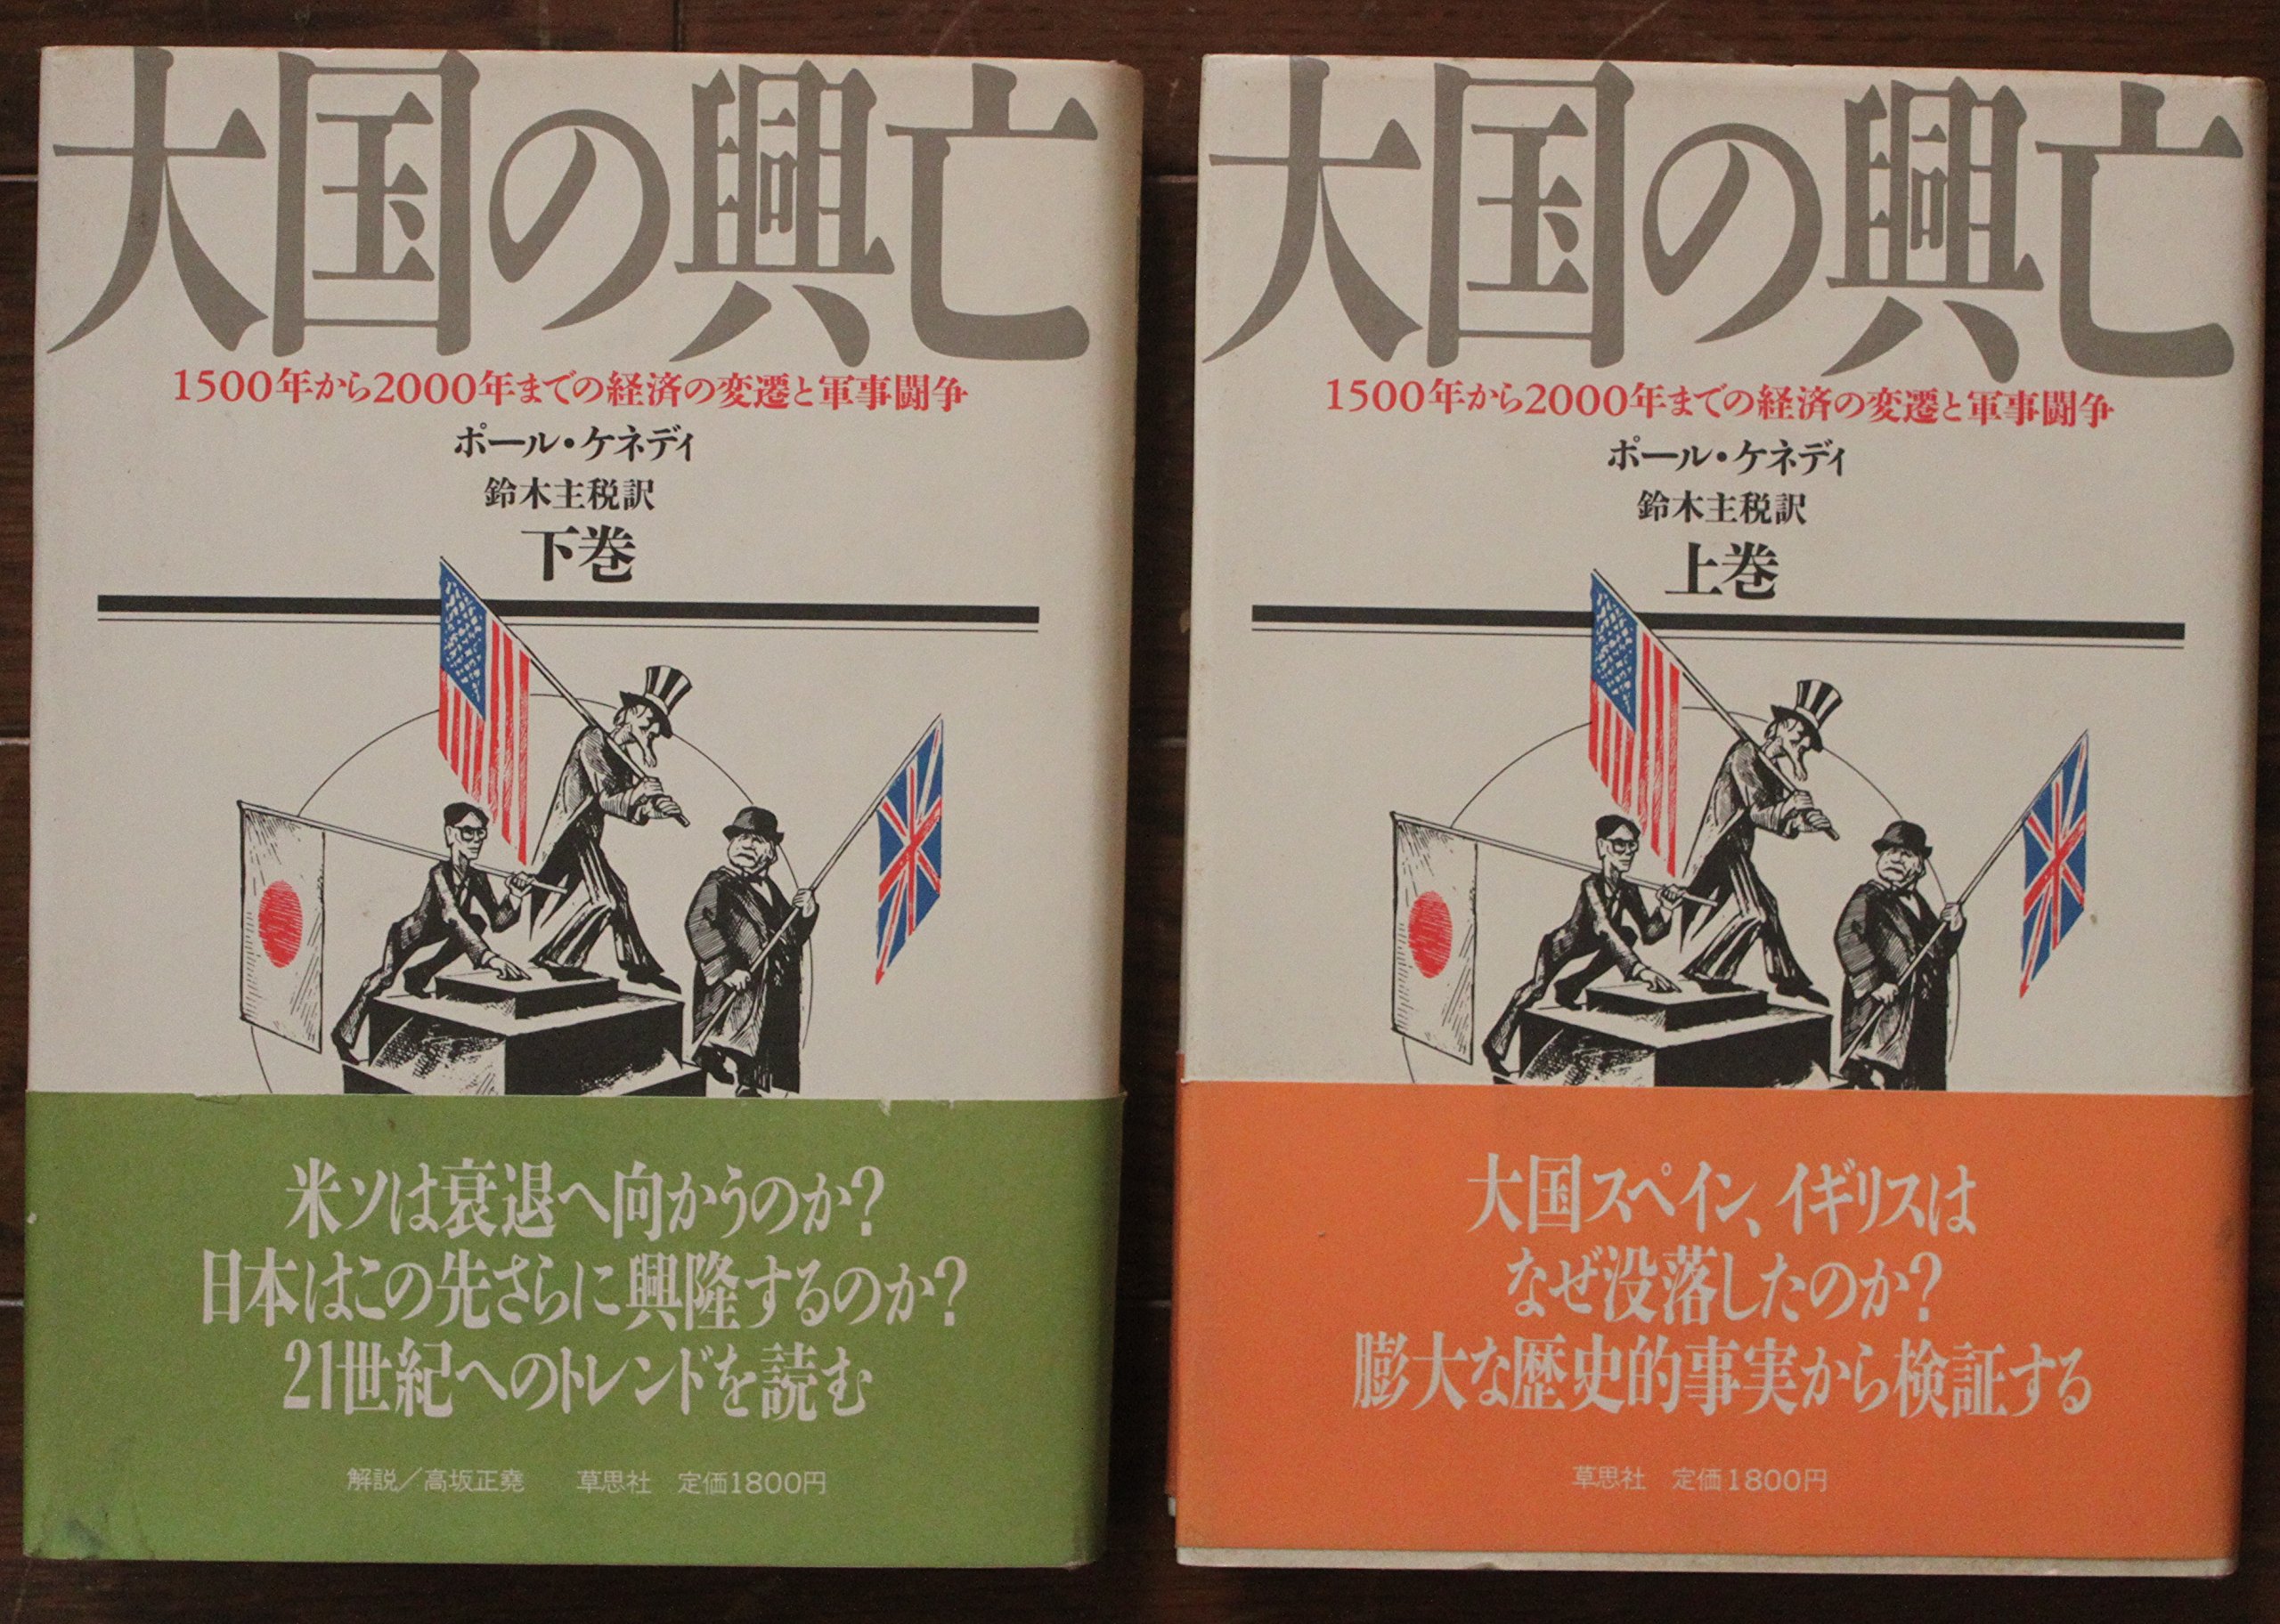 大国の興亡
1500年から2000年までの経済の変遷と軍事闘争
ポール・ケネディ
鈴木主税訳
下巻
米ソは衰退へ向かうのか?
日本はこの先さらに興隆するのか?
21世紀へのトレンドを読む
解説／高坂正堯 草思社 定価1800円
大国の興亡
1500年から2000年までの経済の変遷と軍事闘争
ポール・ケネディ
鈴木主税訳
上巻
大国スペイン、イギリスは
なぜ没落したのか?
膨大な歴史的事実から検証する
草思社 定価1800円